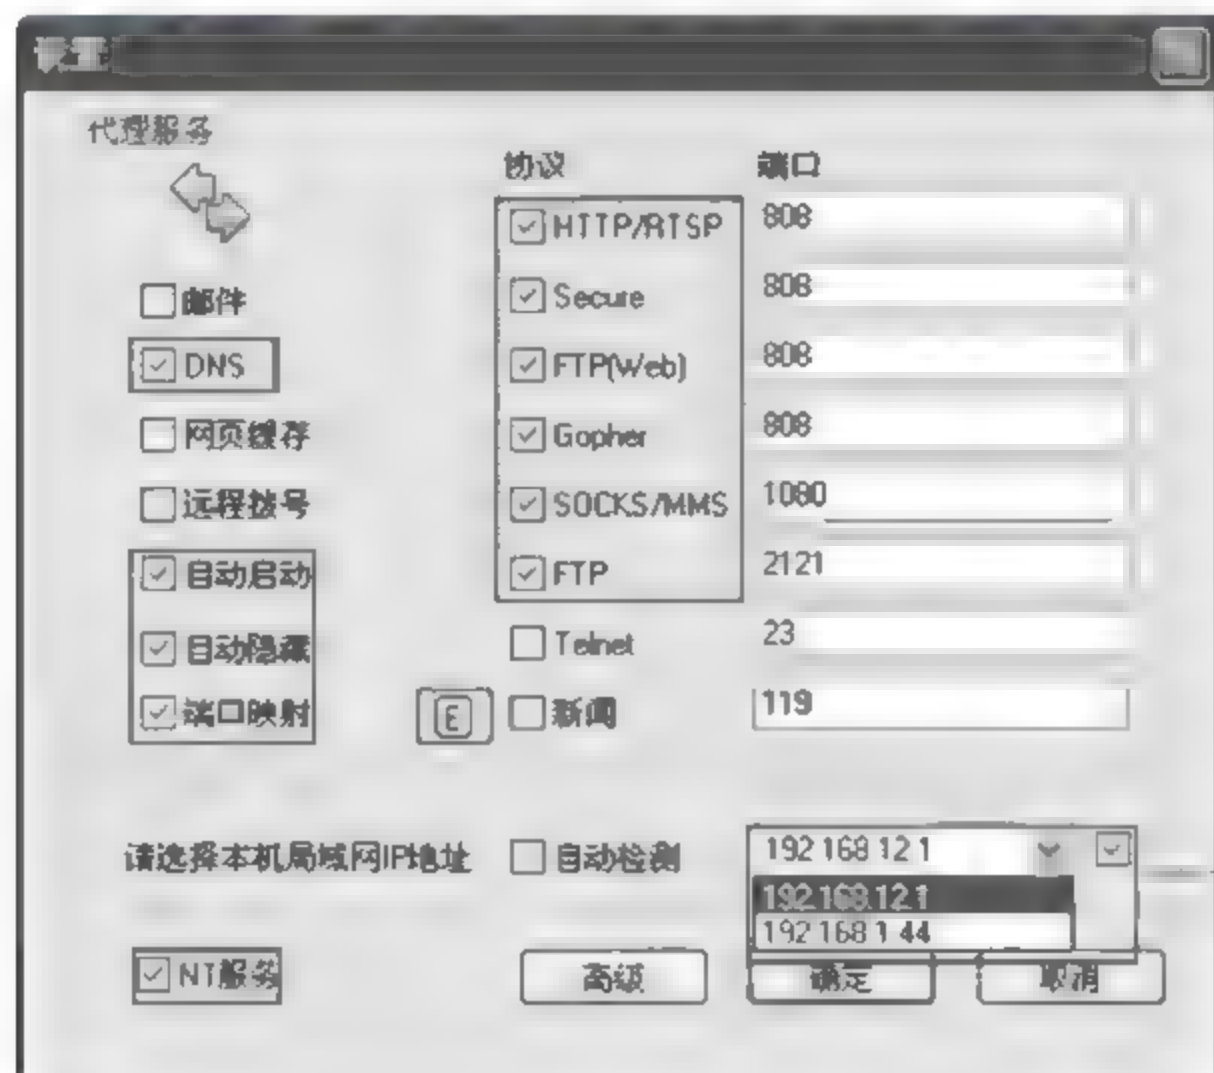 代理服务
协议 端口
HTTP/RTSP 808
邮件 Secure 808
DNS FTP(Web) 808
网页缓存 Gopher 808
远程拨号 SOCKS/MMS 1080
自动启动 FTP 2121
自动隐藏 Telnet 23
端口映射 E 新闻 119
请选择本机局域网IP地址 自动检测 192 168 12 1
192.168.12.1
192 168 1 44
NT服务 高级 确定 取消